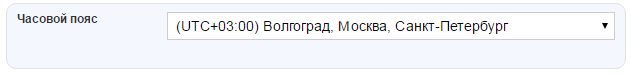 Часовой пояс
(UTC+03:00) Волгоград, Москва, Санкт-Петербург